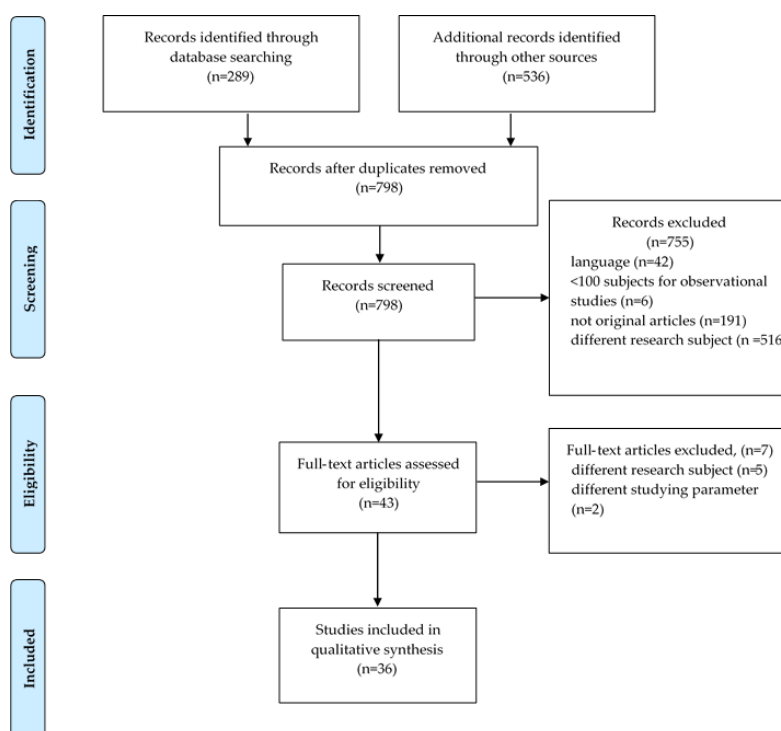 Identification
Records identified through
database searching
(n=289)
Additional records identified
through other sources
(n=536)
Records after duplicates removed
(n=798)
Screening
Records screened
(n=798)
Records excluded
(n=755)
language (n=42)
<100 subjects for observational
studies (n=6)
not original articles (n=191)
different research subject (n =516
Eligibility
Full-text articles assessed
for eligibility
(n=43)
Full-text articles excluded, (n=7)
different research subject (n=5)
different studying parameter
(n=2)
Included
Studies included in
qualitative synthesis
(n=36)